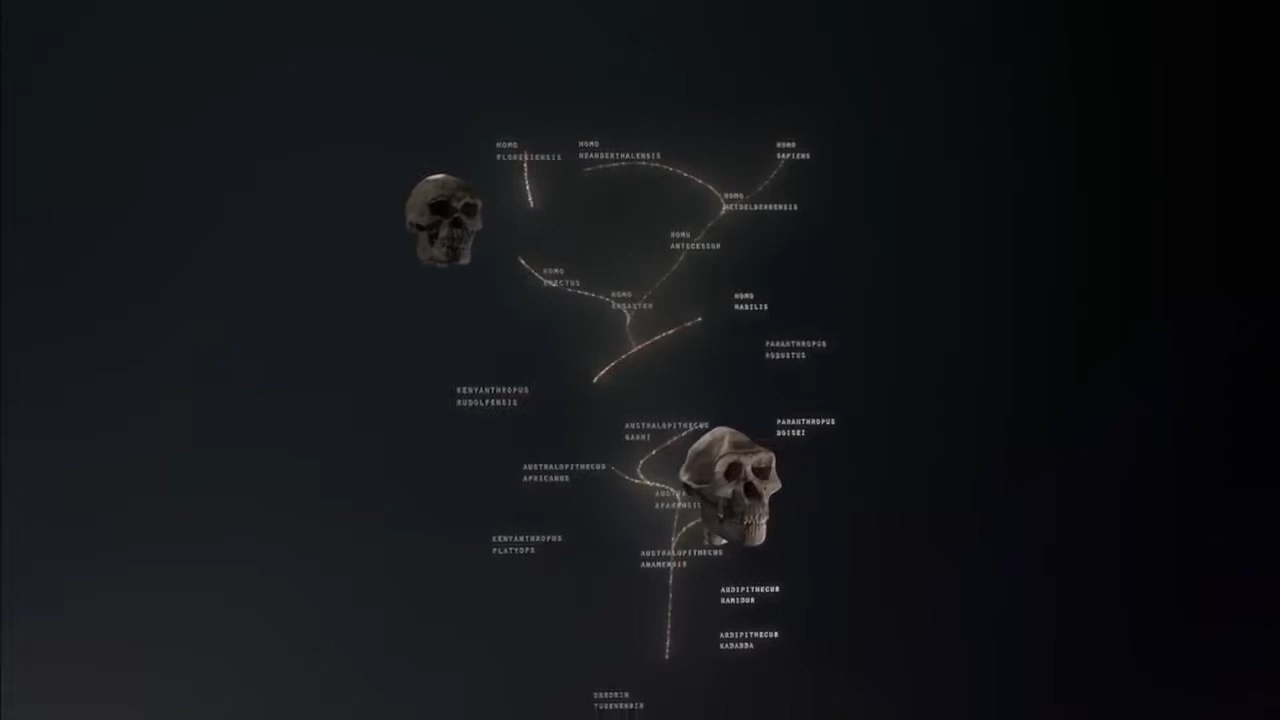 HOMO
FLORESIENSIS
HOMO
NEANDERTHALENSIS
HOMO
SAPIENS
HOMO
HEIDELBERGENSIS
HOMO
ANTECESSOR
HOMO
ERECTUS
HOMO
ERGASTER
HOMO
HABILIS
PARANTHROPUS
ROBUSTUS
KENYANTHROPUS
RUDOLFENSIS
PARANTHROPUS
BOISEI
AUSTRALOPITHECUS
GARHI
AUSTRALOPITHECUS
AFRICANUS
AFARENSIS
KENYANTHROPUS
PLATYOPS
AUSTRALOPITHECUS
ANAMENSIS
ARDIPITHECUS
RAMIDUS
ARDIPITHECUS
KADABBA
TUGENENSIS